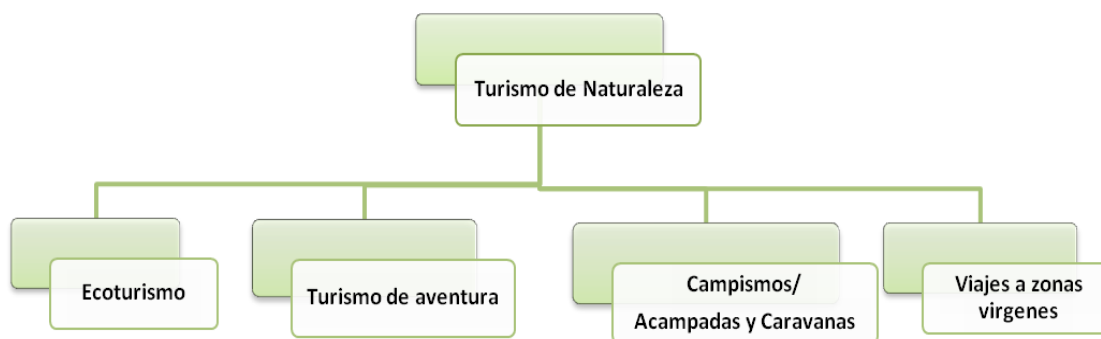 Turismo de Naturaleza
Ecoturismo
Turismo de aventura
Campismos/
Acampadas y Caravanas
Viajes a zonas
virgenes